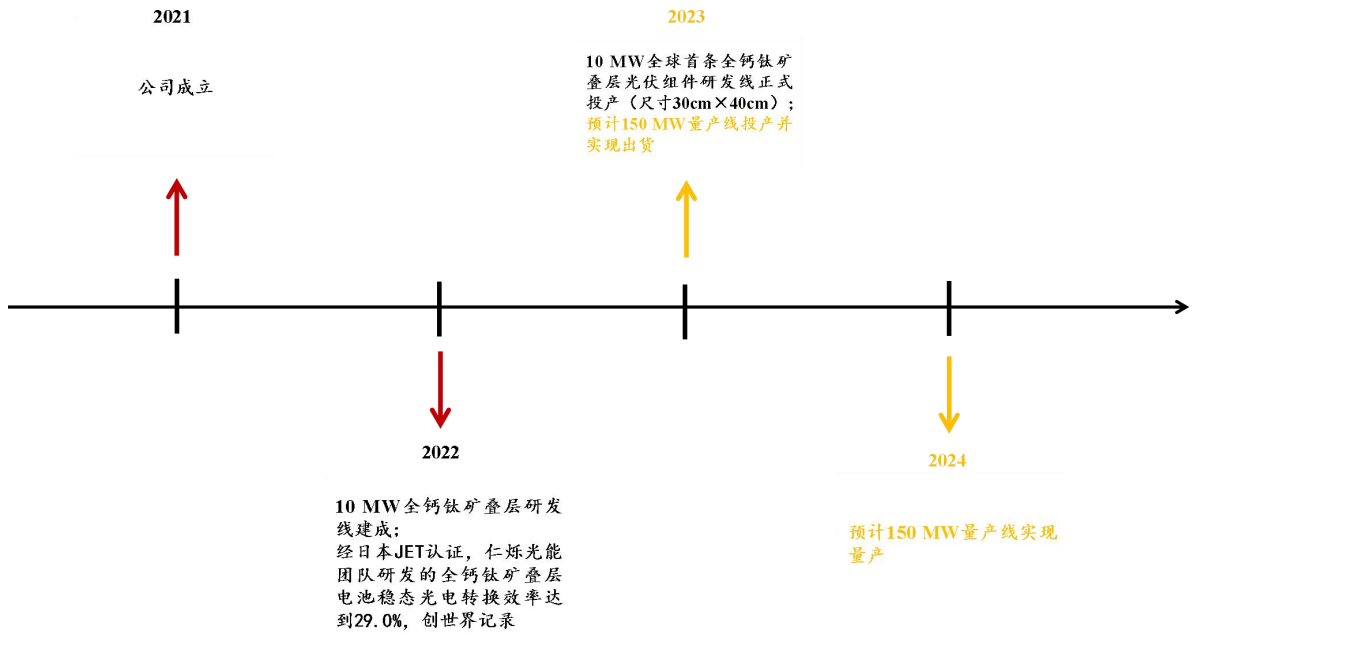 2021
公司成立
2023
10 MW全球首条全钙钛矿
叠层光伏组件研发线正式
投产（尺寸30cm×40cm）；
预计150 MW量产线投产并
实现出货
2022
10 MW全钙钛矿叠层研发
线建成；
经日本JET认证，仁烁光能
团队研发的全钙钛矿叠层
电池稳态光电转换效率达
到29.0%，创世界记录
2024
预计150 MW量产线实现
量产